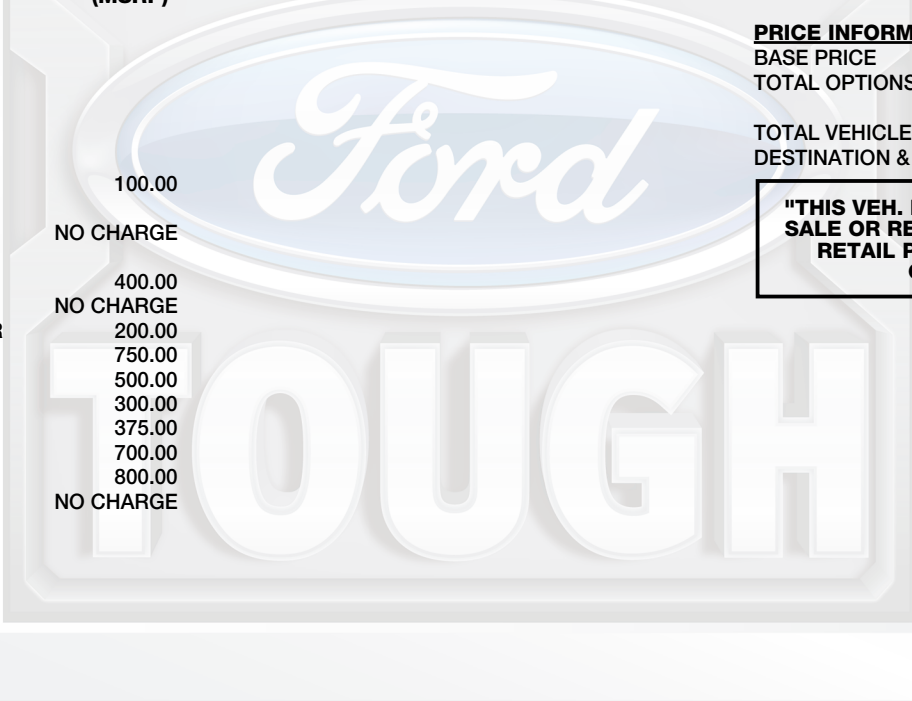 (MSRP)
100.00
NO CHARGE
400.00
NO CHARGE
200.00
750.00
500.00
300.00
375.00
700.00
800.00
NO CHARGE
PRICE INFORM
BASE PRICE
TOTAL OPTIONS
TOTAL VEHICLE
DESTINATION &
"THIS VEH.
SALE OR RE
RETAIL
Ford
TOUGH